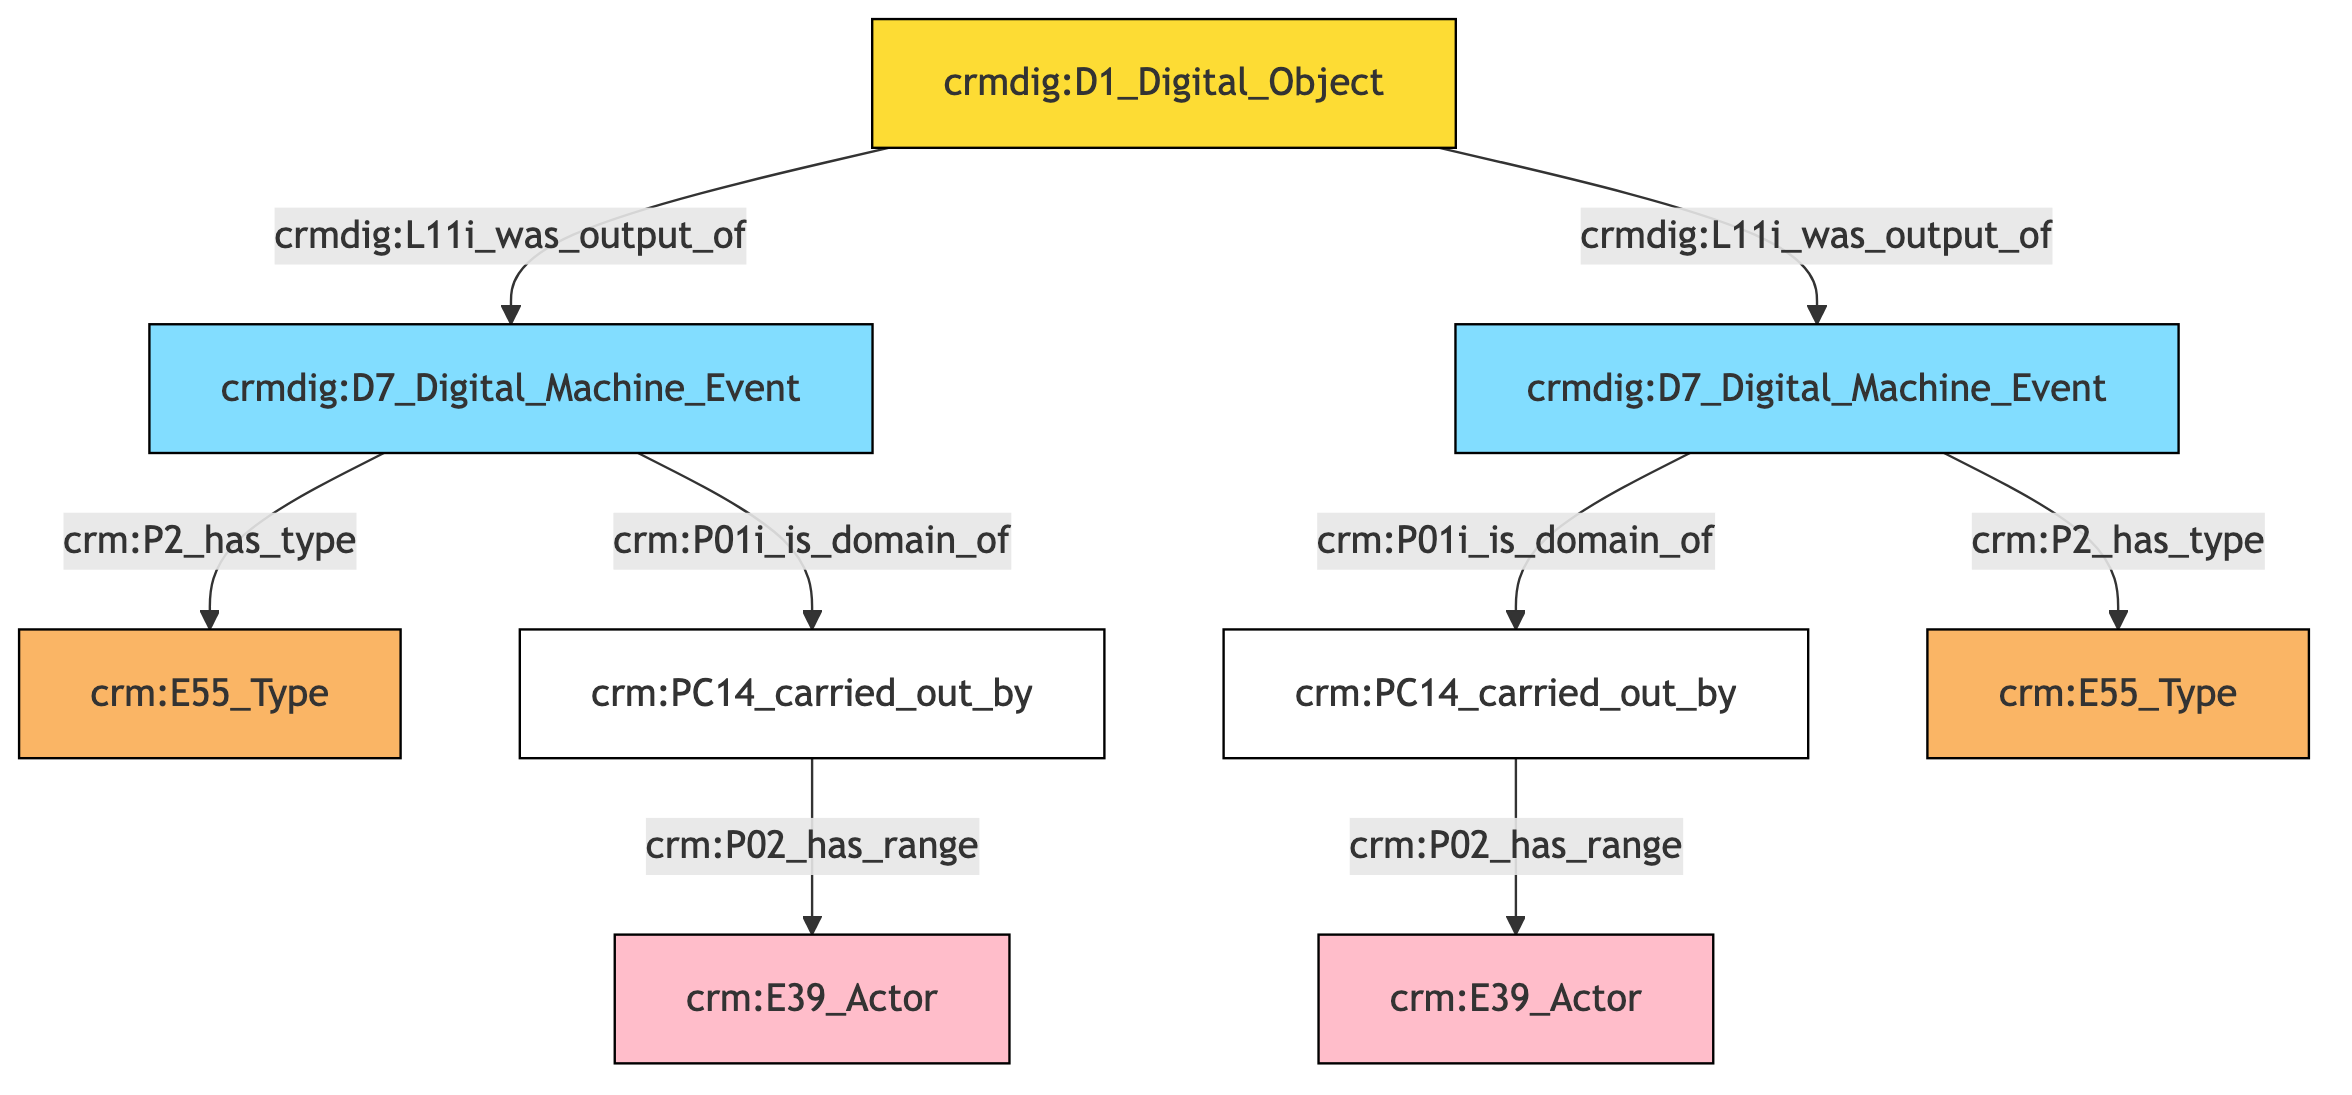 crmdig:D1_Digital_Object
crmdig:L11i_was_output_of
crmdig:L11i_was_output_of
crmdig:D7_Digital_Machine_Event
crmdig:D7_Digital_Machine_Event
crm:P2_has_type
crm:P01i_is_domain_of
crm:P01i_is_domain_of
crm:P2_has_type
crm:E55_Type
crm:PC14_carried_out_by
crm:PC14_carried_out_by
crm:E55_Type
crm:P02_has_range
crm:P02_has_range
crm:E39_Actor
crm:E39_Actor